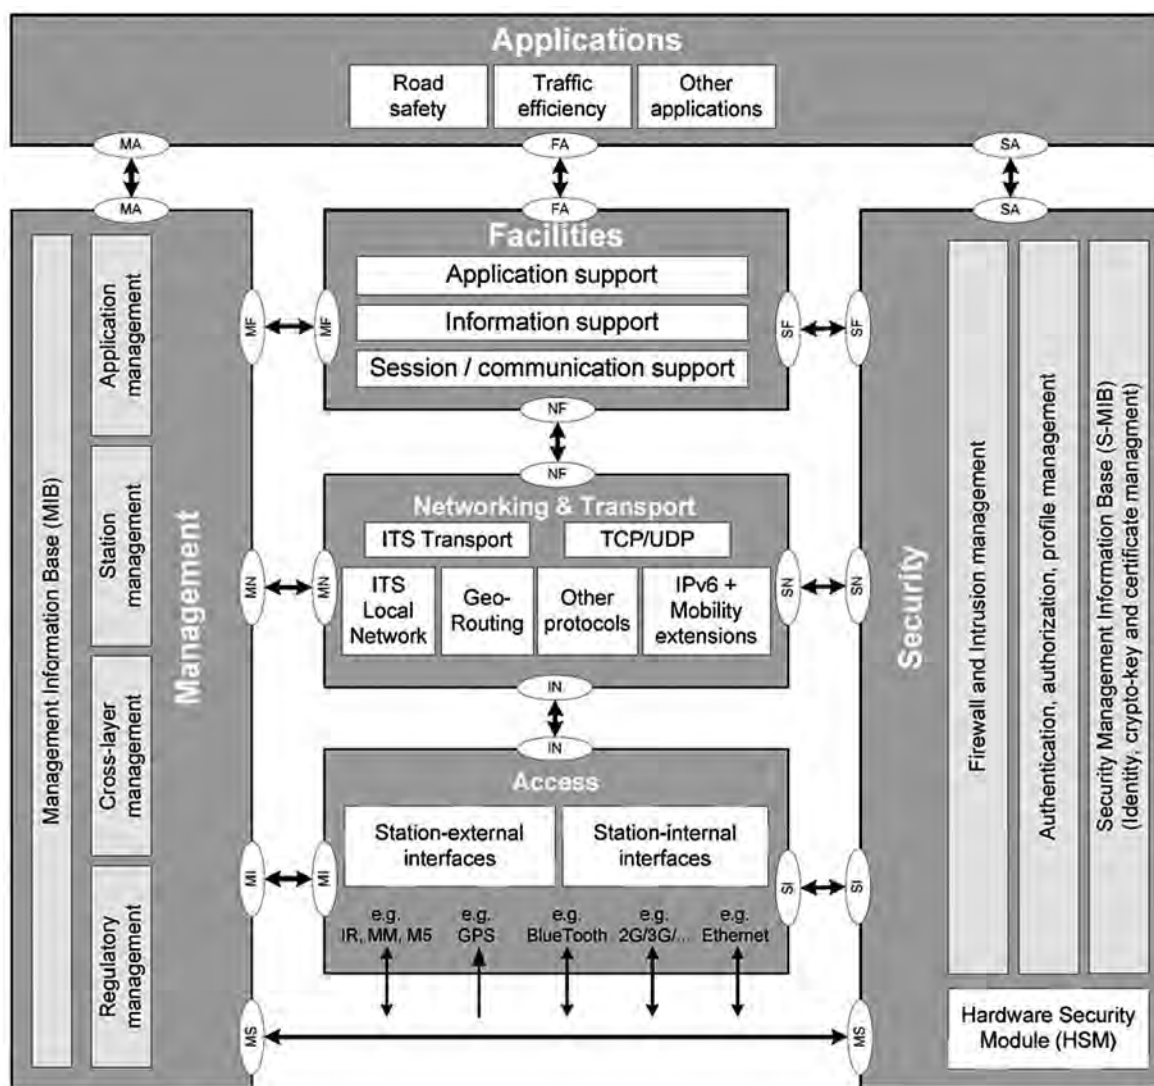 Applications
Road
safety
Traffic
efficiency
Other
applications
MA
FA
SA
MA
FA
SA
Management Information Base (MIB)
Application
management
Station
management
Cross-layer
management
Regulatory
management
Management
MF
MF
MN
MN
MI
MI
MS
Facilities
Application support
Information support
Session / communication support
NF
NF
Networking & Transport
ITS Transport
TCP/UDP
ITS
Local
Network
Geo-
Routing
Other
protocols
IPv6 +
Mobility
extensions
IN
IN
Access
Station-external
interfaces
Station-internal
interfaces
e.g.
IR, MM, M5
e.g.
GPS
e.g.
BlueTooth
e.g.
2G/3G/...
e.g.
Ethernet
SF
SF
SN
SN
SI
SI
MS
Security
Firewall and Intrusion management
Authentication, authorization, profile management
Security Management Information Base (S-MIB)
(Identity, crypto-key and certificate managment)
Hardware Security
Module (HSM)